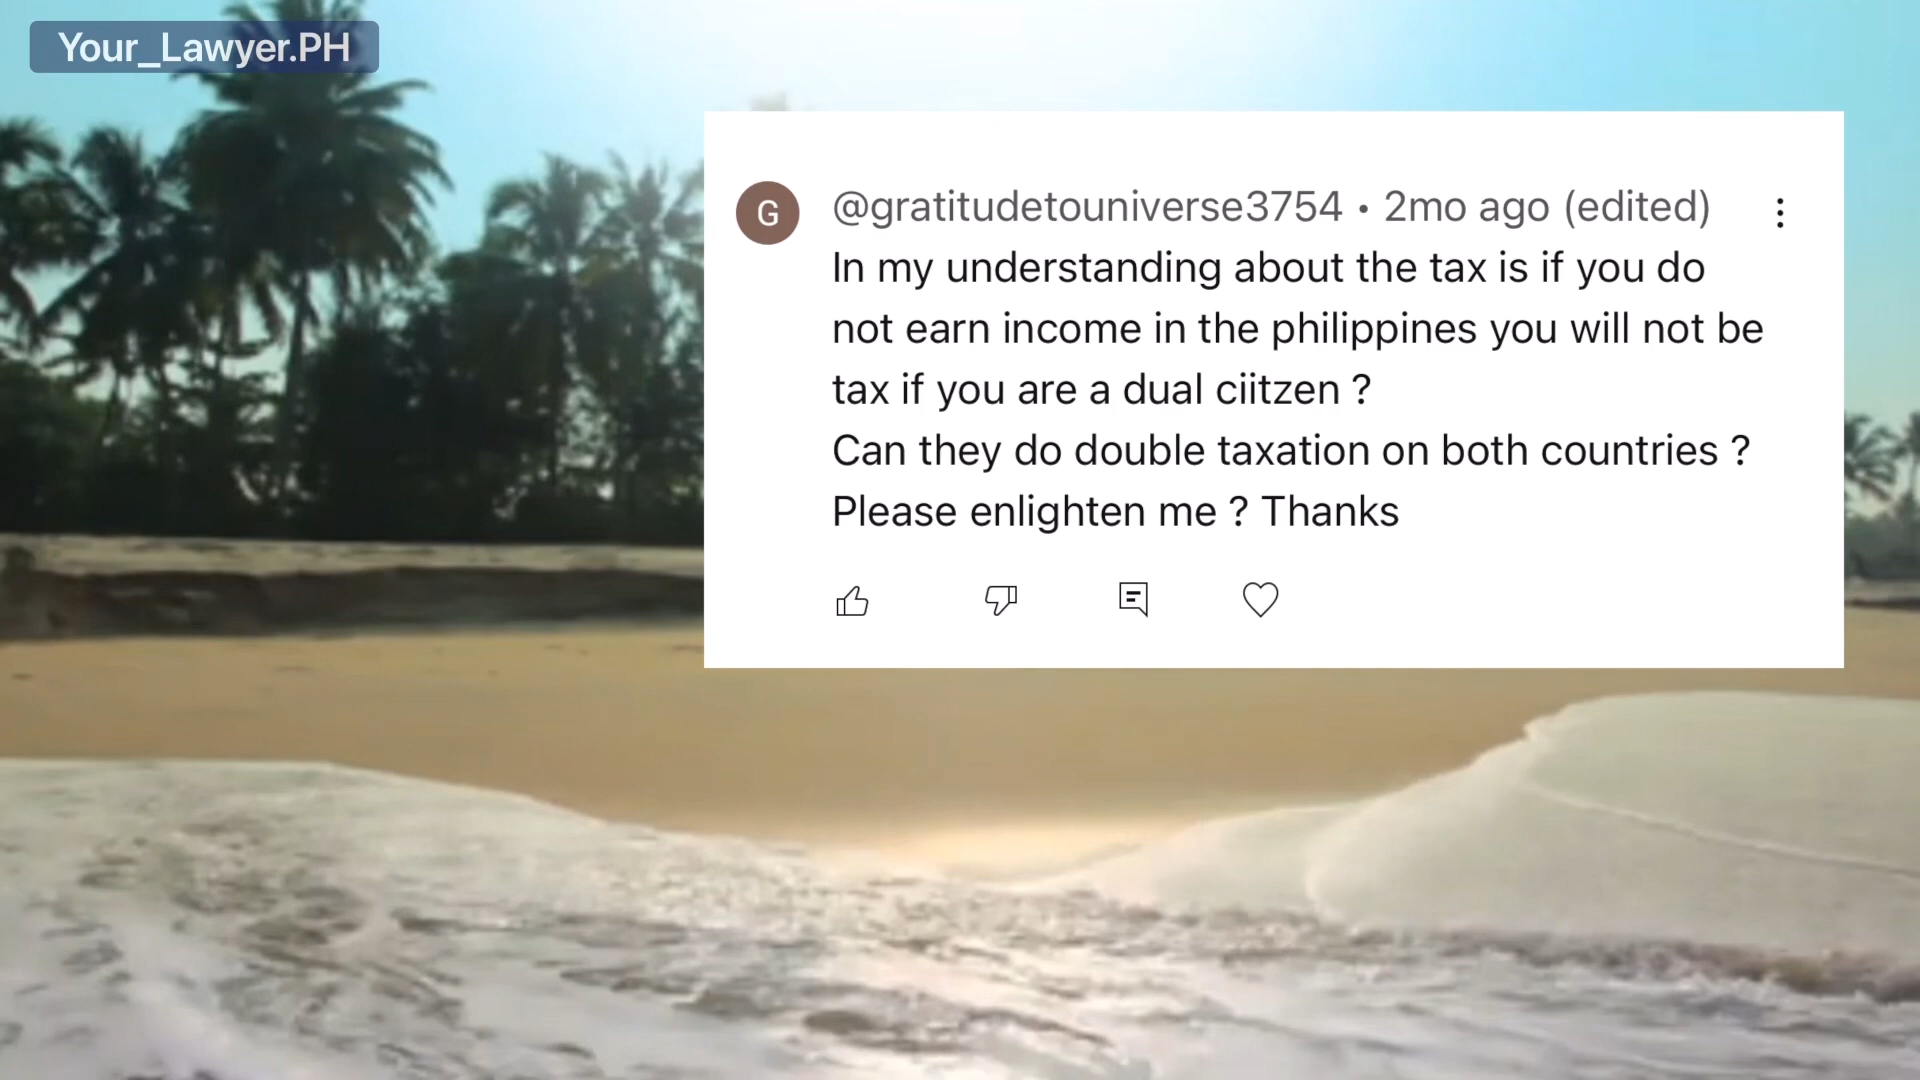 Your_Lawyer.PH
G
@gratitudetouniverse3754 • 2mo ago (edited)
In my understanding about the tax is if you do
not earn income in the philippines you will not be
tax if you are a dual ciitzen ?
Can they do double taxation on both countries ?
Please enlighten me ? Thanks